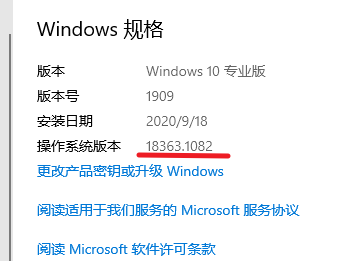 Windows 规格
版本 Windows 10 专业版
版本号 1909
安装日期 2020/9/18
操作系统版本 18363.1082
更改产品密钥或升级 Windows
阅读适用于我们服务的 Microsoft 服务协议
阅读 Microsoft 软件许可条款